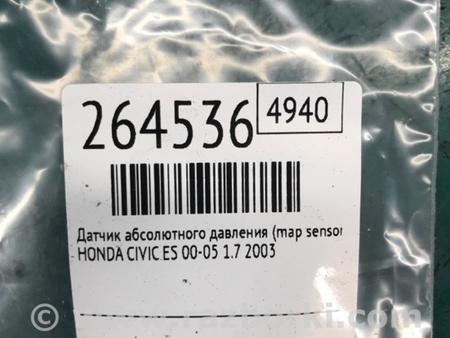 264536 4940
Датчик абсолютного давления (map sensor
HONDA CIVIC ES 00-05 1.7 2003